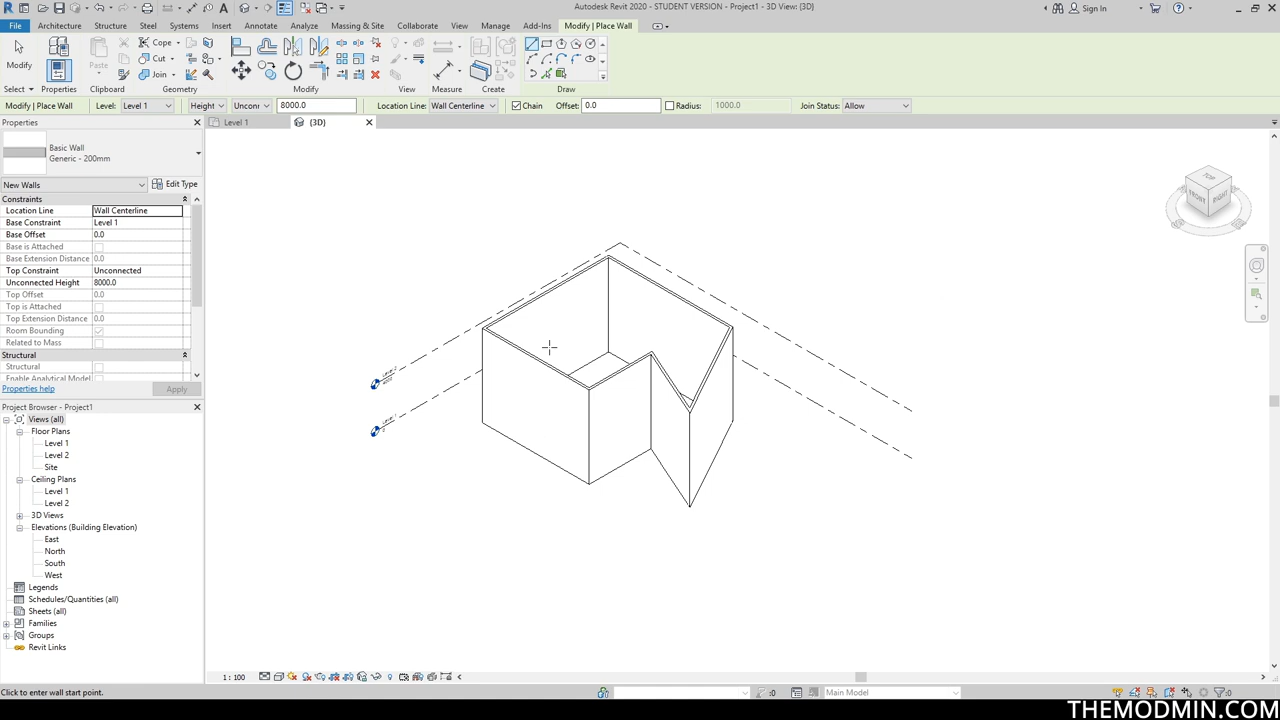 Autodesk Revit 2020 - STUDENT VERSION - Project1 - 3D View: {3D}
Sign In
File Architecture Structure Steel Systems Insert Annotate Analyze Massing & Site Collaborate View Manage Add-Ins Modify | Place Wall
Modify
Paste
Cope
Cut
Join
Select Properties Clipboard Geometry Modify View Measure Create Draw
Modify | Place Wall Level: Level 1 Height Unconr 8000.0 Location Line: Wall Centerline Chain Offset: 0.0 Radius: 1000.0 Join Status: Allow
Properties
Level 1
{3D}
Basic Wall
Generic - 200mm
New Walls Edit Type
Constraints
Location Line Wall Centerline
Base Constraint Level 1
Base Offset 0.0
Base is Attached
Base Extension Distance 0.0
Top Constraint Unconnected
Unconnected Height 8000.0
Top Offset 0.0
Top is Attached
Top Extension Distance 0.0
Room Bounding
Related to Mass
Structural
Structural
Enable Analytical Model
Properties help Apply
Project Browser - Project1
Views (all)
Floor Plans
Level 1
Level 2
Site
Ceiling Plans
Level 1
Level 2
3D Views
Elevations (Building Elevation)
East
North
South
West
Legends
Schedules/Quantities (all)
Sheets (all)
Families
Groups
Revit Links
TOP
FRONT
RIGHT
1 : 100
Click to enter wall start point.
:0
Main Model
:0
THEMODMIN.COM